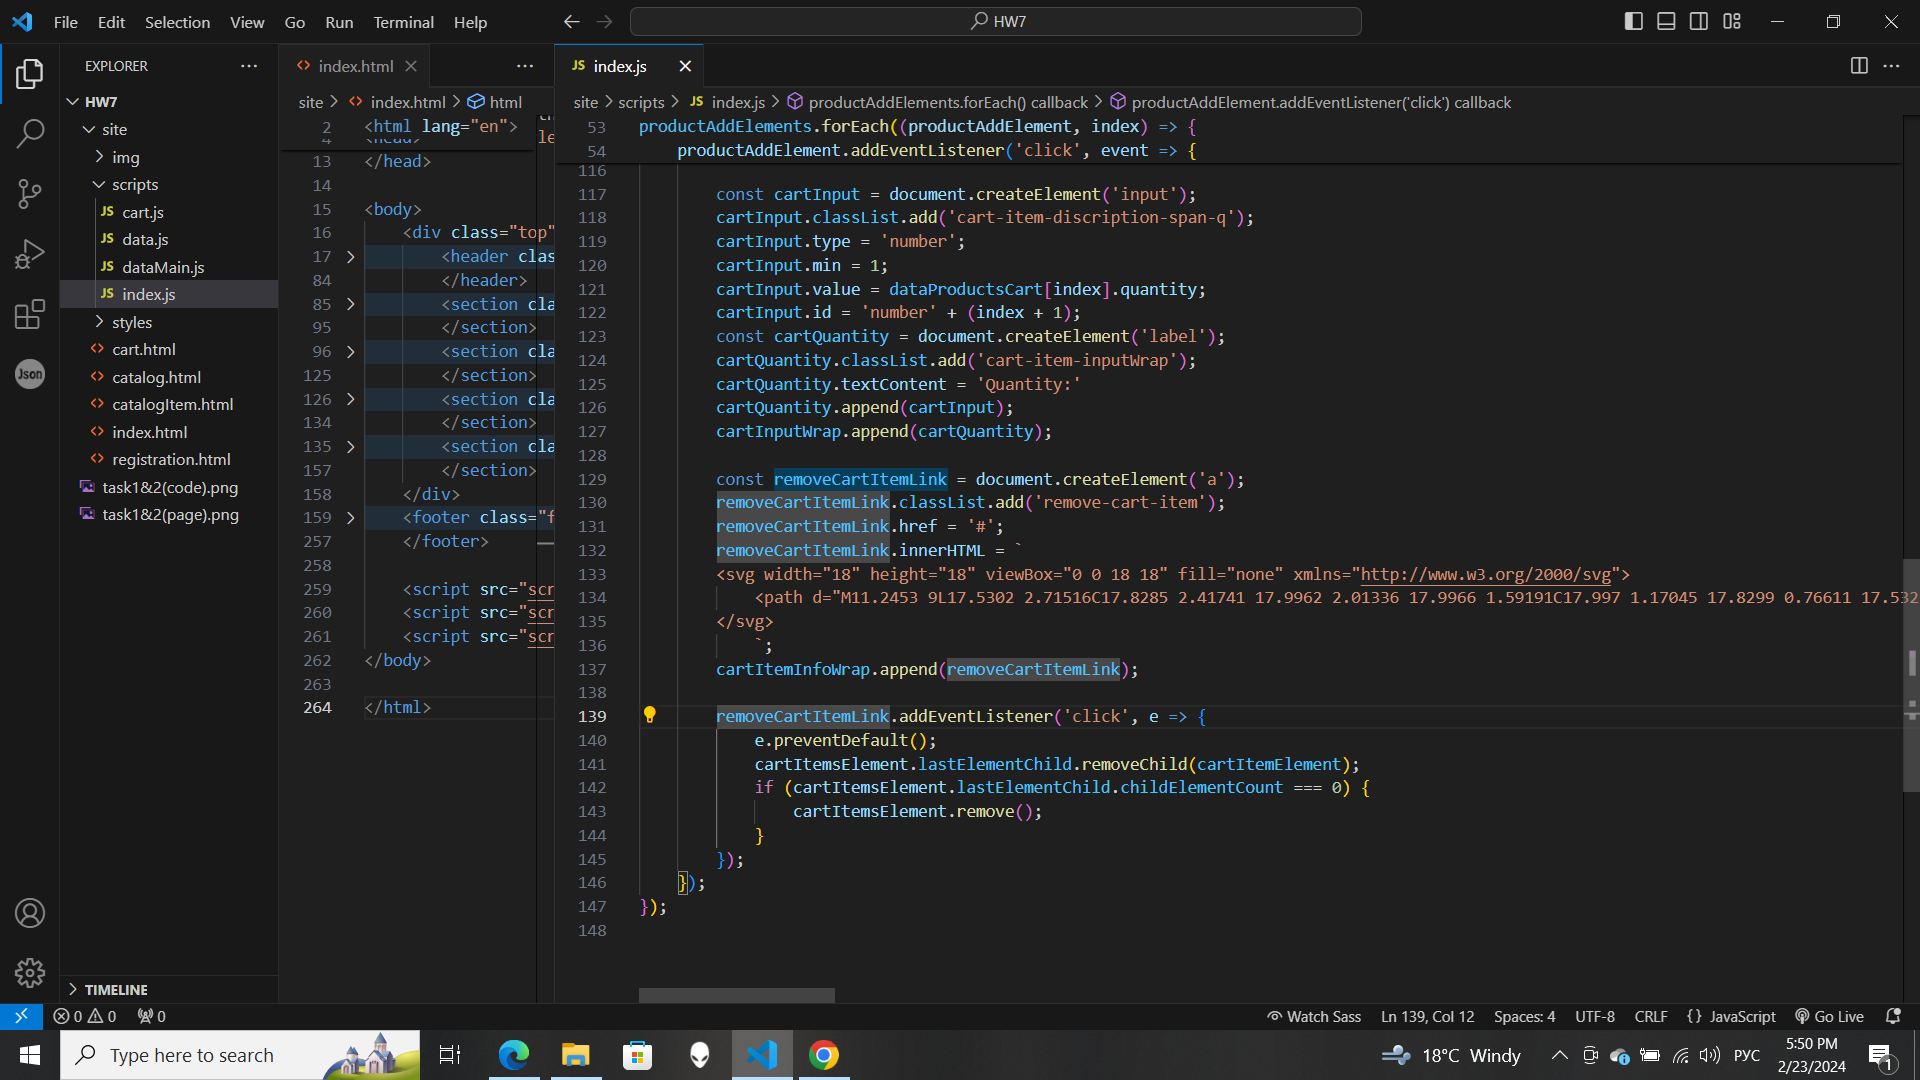 File Edit Selection View Go Run Terminal Help
HW7
EXPLORER
HW7
site
img
scripts
JS cart.js
JS data.js
JS dataMain.js
JS index.js
styles
cart.html
catalog.html
catalogItem.html
index.html
registration.html
task1&2(code).png
task1&2(page).png
TIMELINE
index.html
site > index.html > html
2 <html lang="en">
13 </head>
14
15 <body>
16 <div class="top"
17 <header clas
84 </header>
85 <section cla
95 </section>
96 <section cla
125 </section>
126 <section cla
134 </section>
135 <section cla
157 </section>
158 </div>
159 <footer class="f
257 </footer>
258
259 <script src="scr
260 <script src="scr
261 <script src="scr
262 </body>
263
264 </html>
JS index.js
site > scripts > JS index.js > productAddElements.forEach() callback > productAddElement.addEventListener('click') callback
53 productAddElements.forEach((productAddElement, index) => {
54 productAddElement.addEventListener('click', event => {
116
117 const cartInput = document.createElement('input');
118 cartInput.classList.add('cart-item-discription-span-q');
119 cartInput.type = 'number';
120 cartInput.min = 1;
121 cartInput.value = dataProductsCart[index].quantity;
122 cartInput.id = 'number' + (index + 1);
123 const cartQuantity = document.createElement('label');
124 cartQuantity.classList.add('cart-item-inputWrap');
125 cartQuantity.textContent = 'Quantity:'
126 cartQuantity.append(cartInput);
127 cartInputWrap.append(cartQuantity);
128
129 const removeCartItemLink = document.createElement('a');
130 removeCartItemLink.classList.add('remove-cart-item');
131 removeCartItemLink.href = '#';
132 removeCartItemLink.innerHTML = `
133 <svg width="18" height="18" viewBox="0 0 18 18" fill="none" xmlns="http://www.w3.org/2000/svg">
134 <path d="M11.2453 9L17.5302 2.71516C17.8285 2.41741 17.9962 2.01336 17.9966 1.59191C17.997 1.17045 17.8299 0.76611 17.532
135 </svg>
136 `;
137 cartItemInfoWrap.append(removeCartItemLink);
138
139 removeCartItemLink.addEventListener('click', e => {
140 e.preventDefault();
141 cartItemsElement.lastElementChild.removeChild(cartItemElement);
142 if (cartItemsElement.lastElementChild.childElementCount === 0) {
143 cartItemsElement.remove();
144 }
145 });
146 });
147 });
148
0 0 0 Watch Sass Ln 139, Col 12 Spaces: 4 UTF-8 CRLF {} JavaScript Go Live
Json
Type here to search
18°C Windy
РУС
5:50 PM
2/23/2024
1